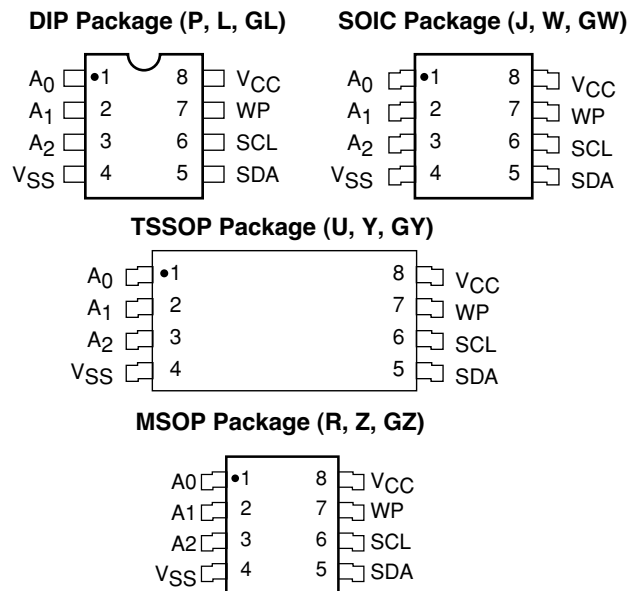 DIP Package (P, L, GL)
A0 1 8 VCC
A1 2 7 WP
A2 3 6 SCL
VSS 4 5 SDA
SOIC Package (J, W, GW)
A0 1 8 VCC
A1 2 7 WP
A2 3 6 SCL
VSS 4 5 SDA
TSSOP Package (U, Y, GY)
A0 1 8 VCC
A1 2 7 WP
A2 3 6 SCL
VSS 4 5 SDA
MSOP Package (R, Z, GZ)
A0 1 8 VCC
A1 2 7 WP
A2 3 6 SCL
VSS 4 5 SDA